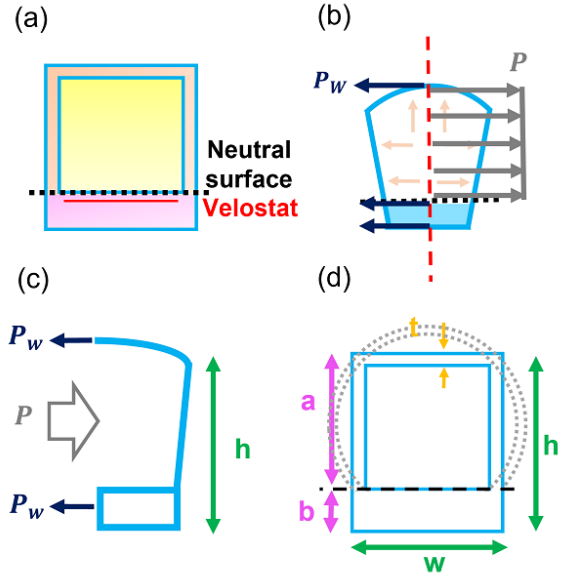 (a)
Neutral
surface
Velostat
(b)
P_W
P
(c)
P_w
P
P_w
h
(d)
t
a
b
h
w